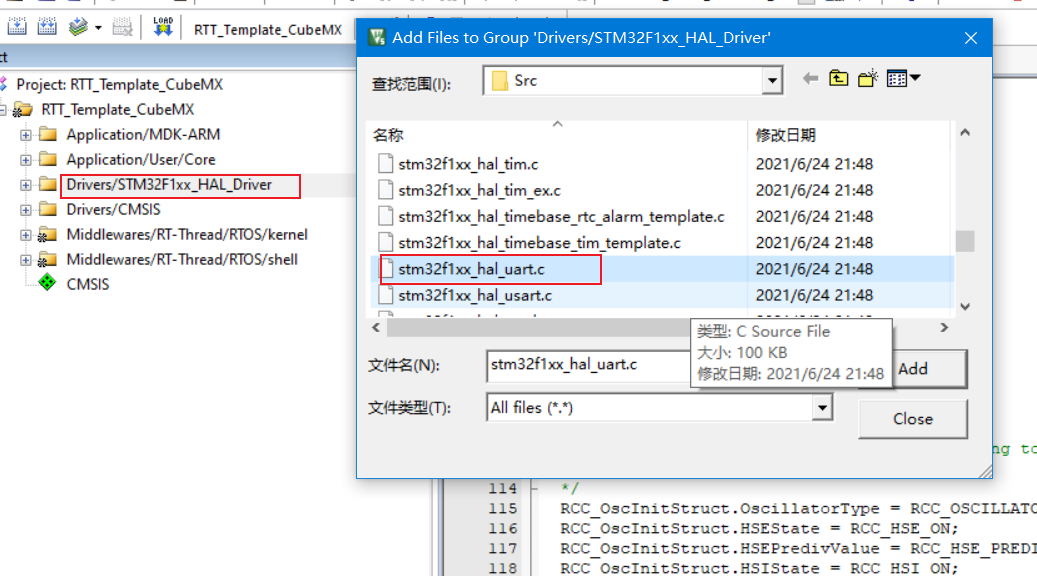 LOAD
RTT_Template_CubeMX
ct
Project: RTT_Template_CubeMX
RTT_Template_CubeMX
Application/MDK-ARM
Application/User/Core
Drivers/STM32F1xx_HAL_Driver
Drivers/CMSIS
Middlewares/RT-Thread/RTOS/kernel
Middlewares/RT-Thread/RTOS/shell
CMSIS
Add Files to Group 'Drivers/STM32F1xx_HAL_Driver'
查找范围(I):
Src
名称 修改日期
stm32f1xx_hal_tim.c 2021/6/24 21:48
stm32f1xx_hal_tim_ex.c 2021/6/24 21:48
stm32f1xx_hal_timebase_rtc_alarm_template.c 2021/6/24 21:48
stm32f1xx_hal_timebase_tim_template.c 2021/6/24 21:48
stm32f1xx_hal_uart.c 2021/6/24 21:48
stm32f1xx_hal_usart.c 2021/6/24 21:48
类型: C Source File
大小: 100 KB
修改日期: 2021/6/24 21:48
文件名(N): stm32f1xx_hal_uart.c
Add
文件类型(T): All files (*.*)
Close
ng to
114 */
115 RCC_OscInitStruct.OscillatorType = RCC_OSCILLATO
116 RCC_OscInitStruct.HSEState = RCC_HSE_ON;
117 RCC_OscInitStruct.HSEPredivValue = RCC_HSE_PREDI
118 RCC_OscInitStruct.HSIState = RCC_HSI_ON;